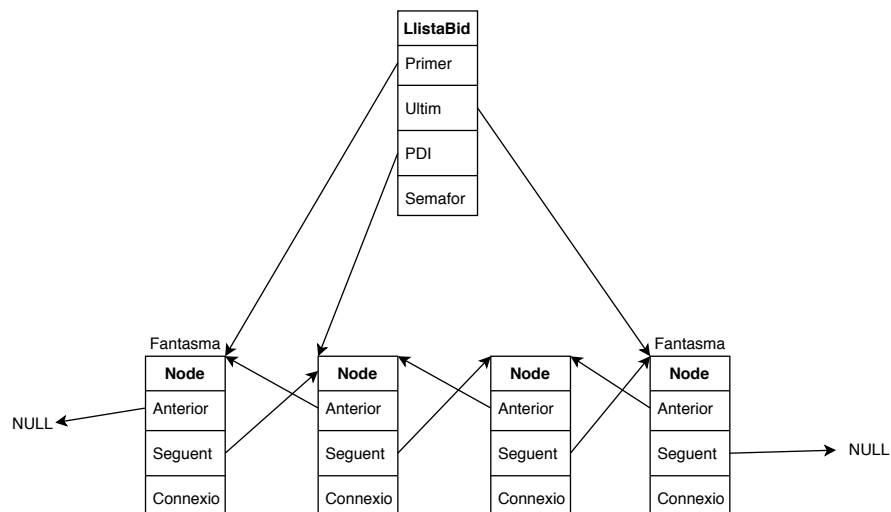 LlistaBid
Primer
Ultim
PDI
Semafor
Fantasma
Fantasma
Node
Node
Node
Node
Anterior
Anterior
Anterior
Anterior
NULL
Seguent
Seguent
Seguent
Seguent
NULL
Connexio
Connexio
Connexio
Connexio